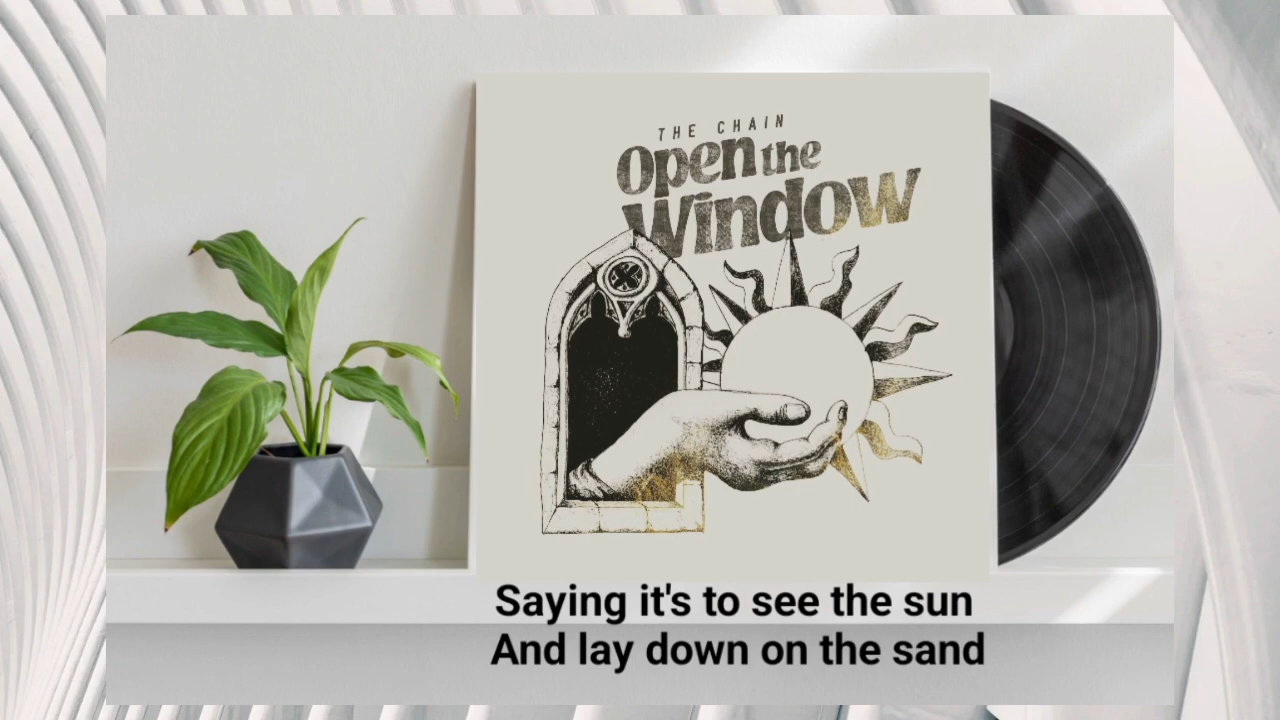 THE CHAIN
Open the
Window
Saying it's to see the sun
And lay down on the sand